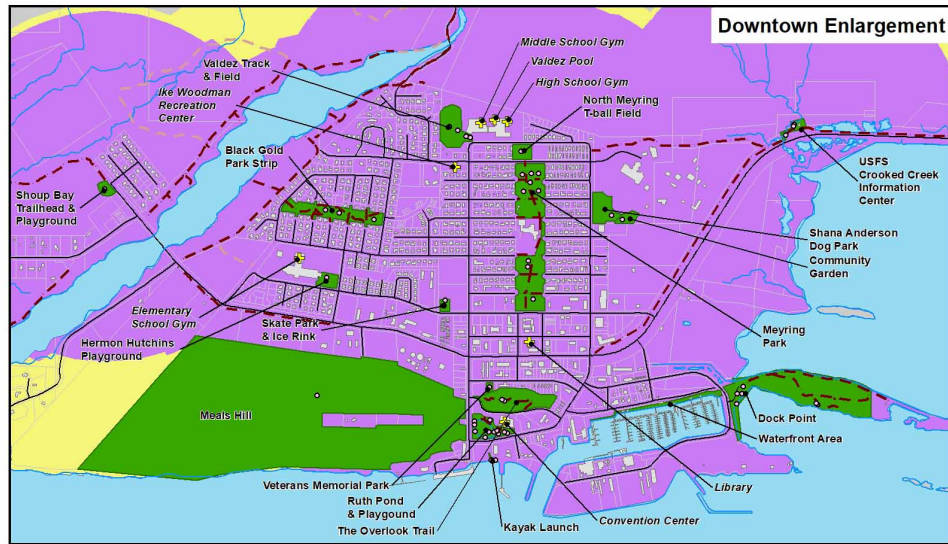 Downtown Enlargement
Middle School Gym
Valdez Pool
High School Gym
Valdez Track
& Field
Ike Woodman
Recreation
Center
North Meyring
T-ball Field
Black Gold
Park Strip
USFS
Crooked Creek
Information
Center
Shoup Bay
Trailhead &
Playground
Shana Anderson
Dog Park
Community
Garden
Elementary
School Gym
Skate Park
& Ice Rink
Hermon Hutchins
Playground
Meyring
Park
Meals Hill
Dock Point
Waterfront Area
Veterans Memorial Park
Library
Ruth Pond
& Playgound
Convention Center
The Overlook Trail
Kayak Launch